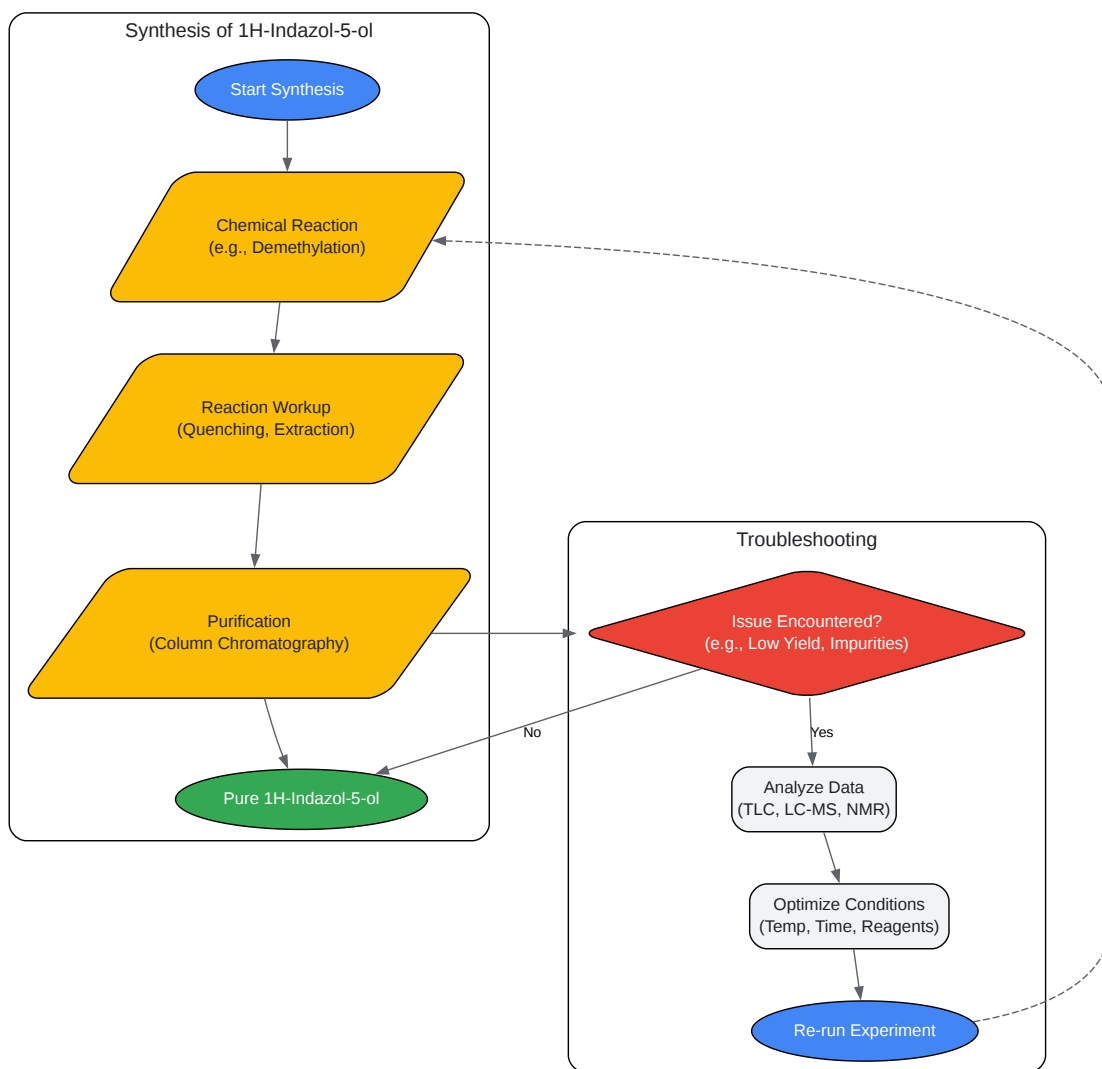 Synthesis of 1H-Indazol-5-ol
Start Synthesis
Chemical Reaction
(e.g., Demethylation)
Reaction Workup
(Quenching, Extraction)
Purification
(Column Chromatography)
Pure 1H-Indazol-5-ol
Troubleshooting
Issue Encountered?
(e.g., Low Yield, Impurities)
No
Yes
Analyze Data
(TLC, LC-MS, NMR)
Optimize Conditions
(Temp, Time, Reagents)
Re-run Experiment